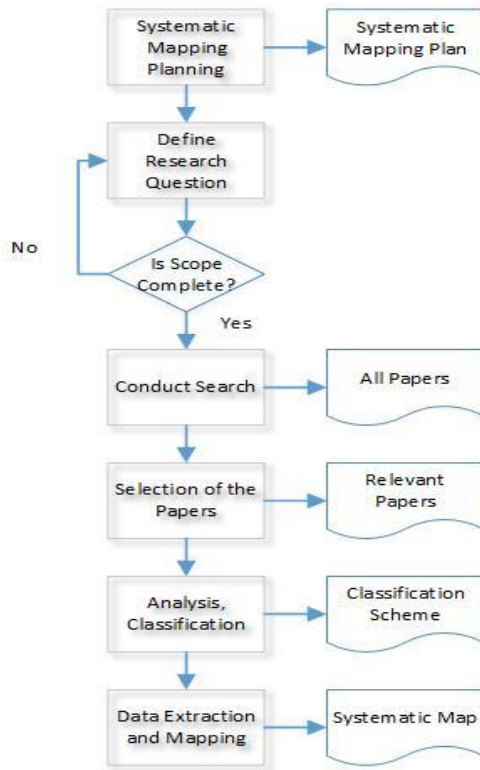 Systematic
Mapping
Planning
Systematic
Mapping Plan
Define
Research
Question
No
Is Scope
Complete?
Yes
Conduct Search
All Papers
Selection of the
Papers
Relevant
Papers
Analysis,
Classification
Classification
Scheme
Data Extraction
and Mapping
Systematic Map